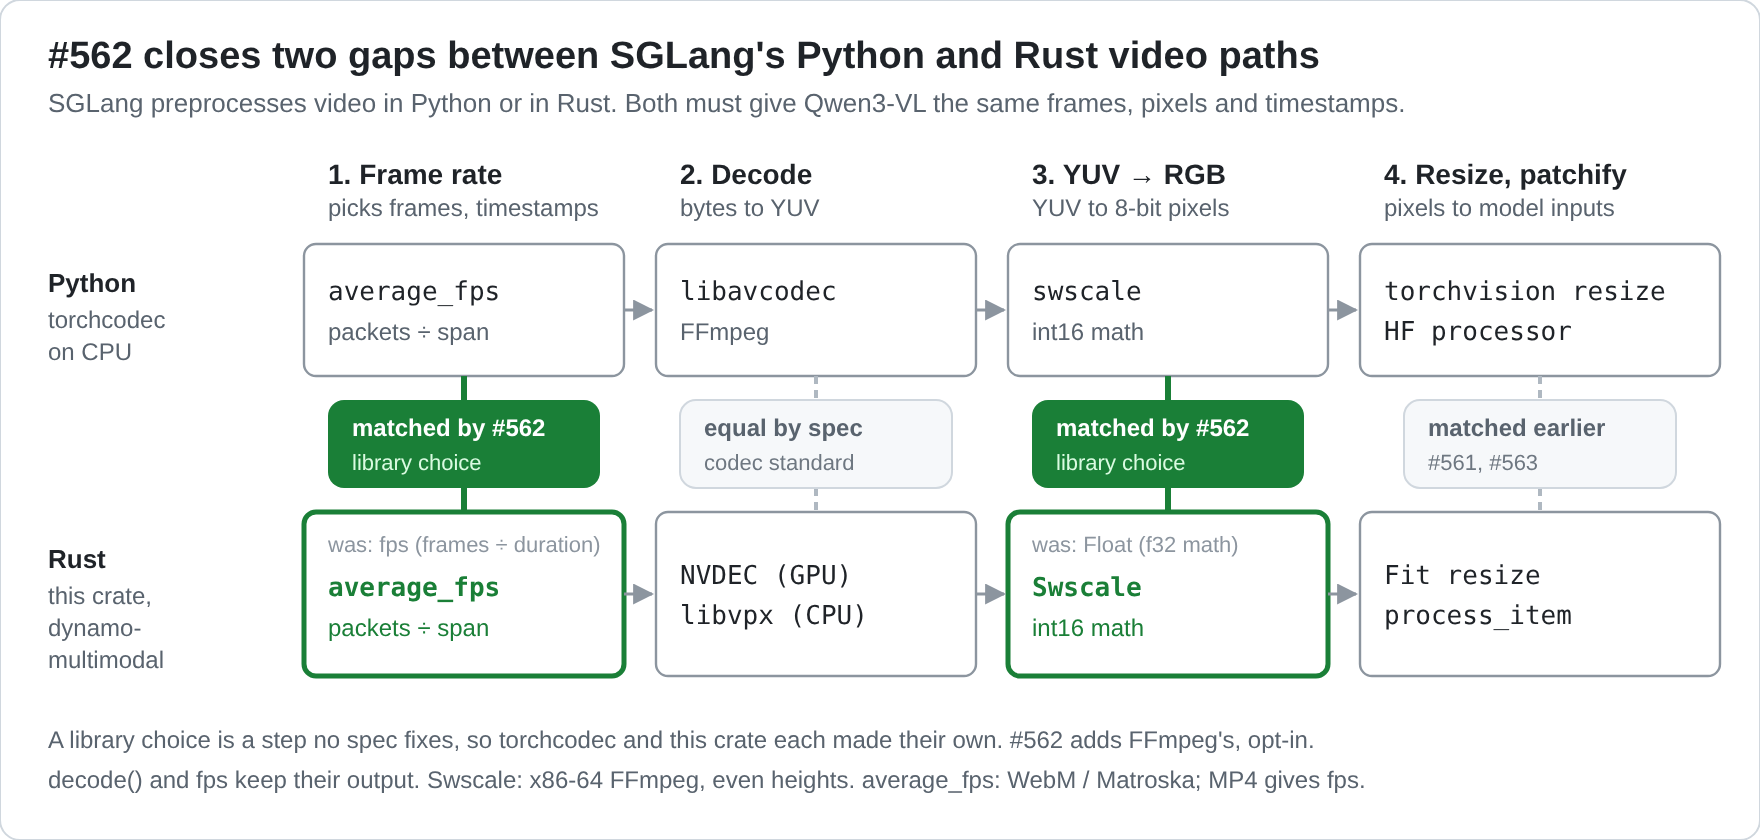 #562 closes two gaps between SGLang's Python and Rust video paths
SGLang preprocesses video in Python or in Rust. Both must give Qwen3-VL the same frames, pixels and timestamps.
1. Frame rate
picks frames, timestamps
2. Decode
bytes to YUV
3. YUV → RGB
YUV to 8-bit pixels
4. Resize, patchify
pixels to model inputs
Python
torchcodec
on CPU
average_fps
packets ÷ span
libavcodec
FFmpeg
swscale
int16 math
torchvision resize
HF processor
matched by #562
library choice
equal by spec
codec standard
matched by #562
library choice
matched earlier
#561, #563
Rust
this crate,
dynamo-
multimodal
was: fps (frames ÷ duration)
average_fps
packets ÷ span
NVDEC (GPU)
libvpx (CPU)
was: Float (f32 math)
Swscale
int16 math
Fit resize
process_item
A library choice is a step no spec fixes, so torchcodec and this crate each made their own. #562 adds FFmpeg's, opt-in.
decode() and fps keep their output. Swscale: x86-64 FFmpeg, even heights. average_fps: WebM / Matroska; MP4 gives fps.